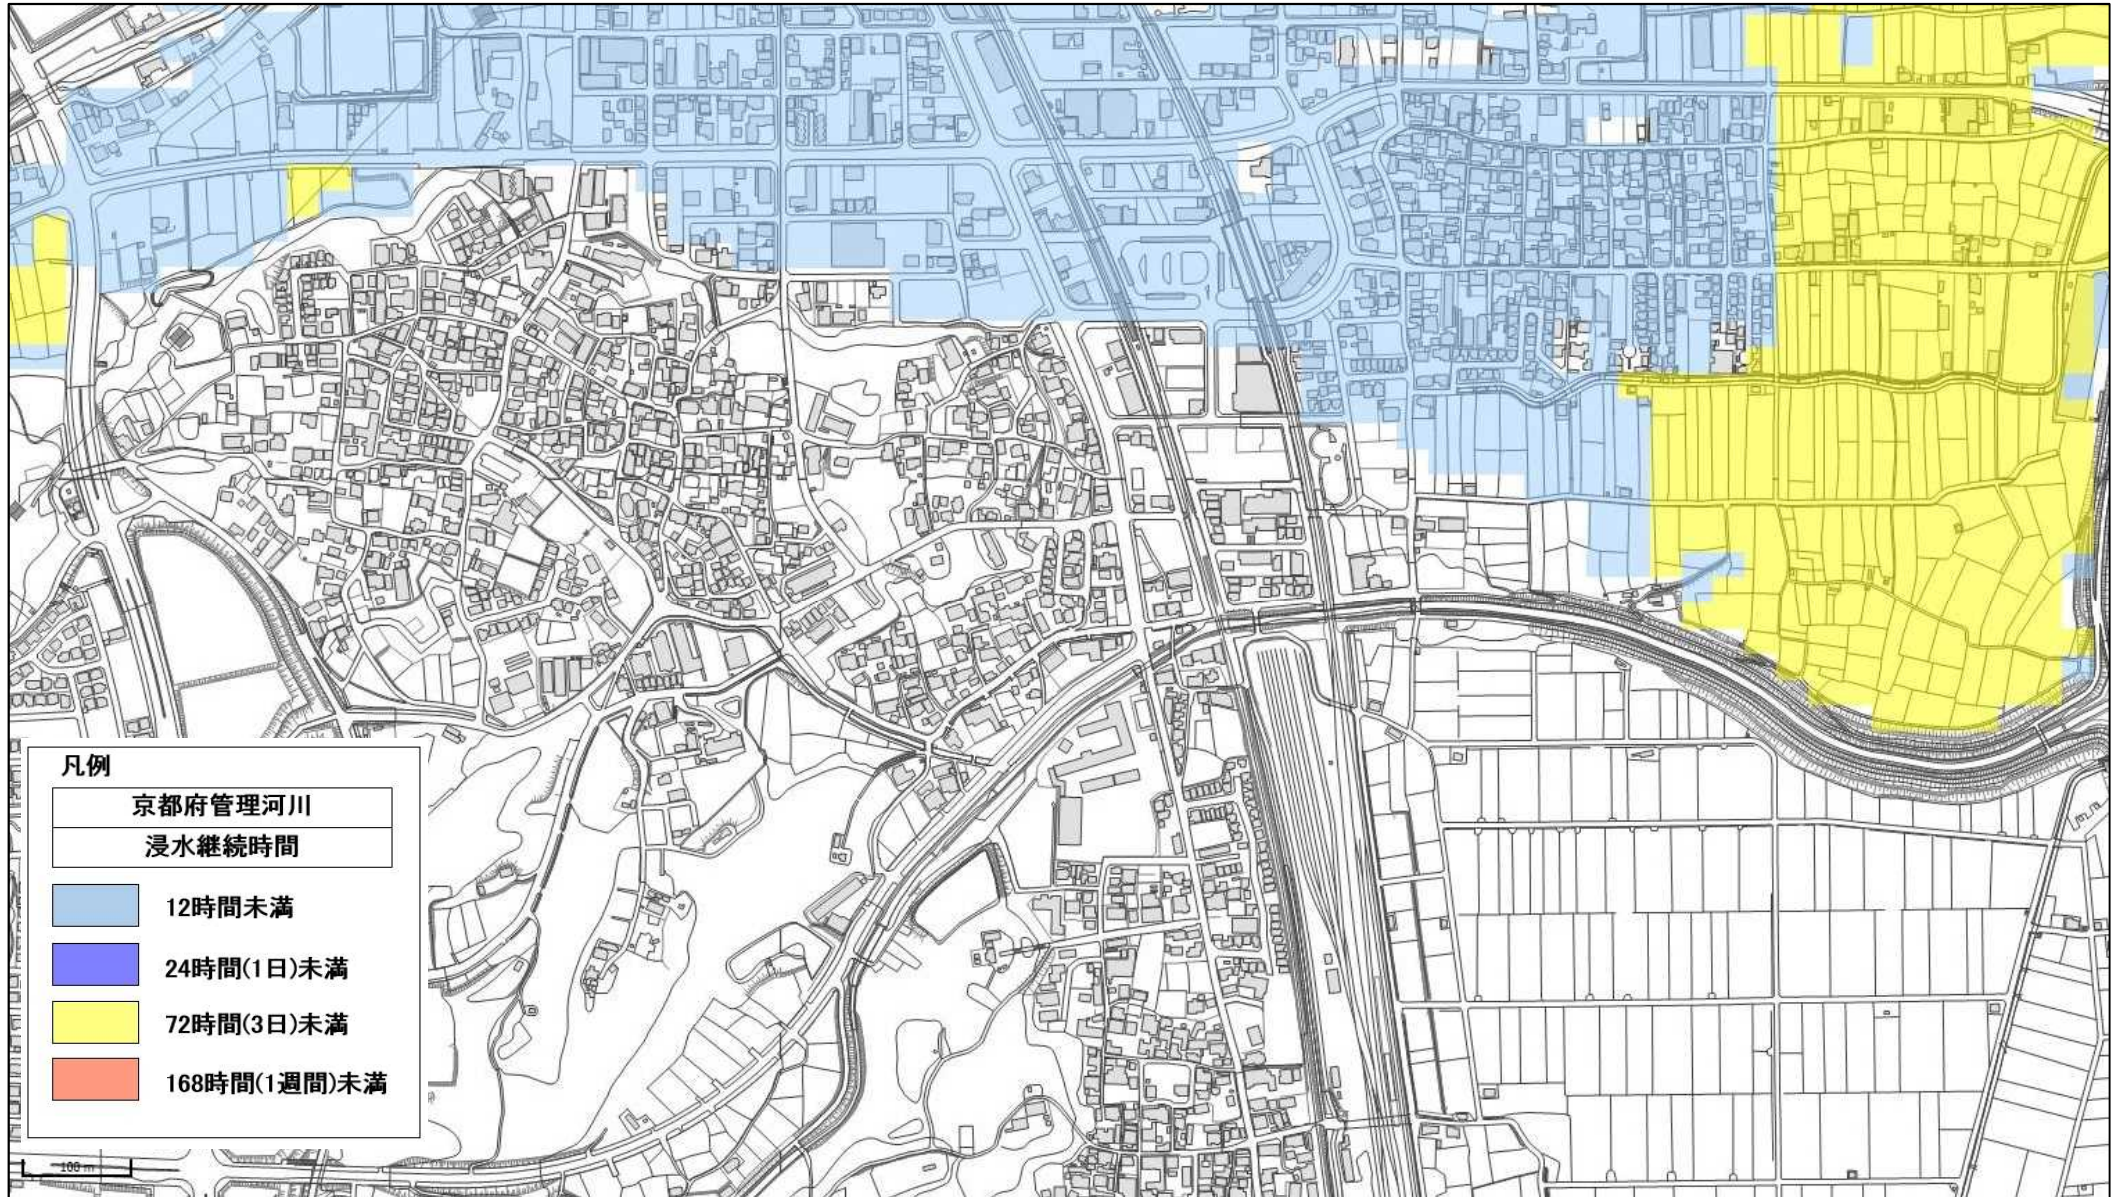 凡例
京都府管理河川
浸水継続時間
12時間未満
24時間(1日)未満
72時間(3日)未満
168時間(1週間)未満
100 m